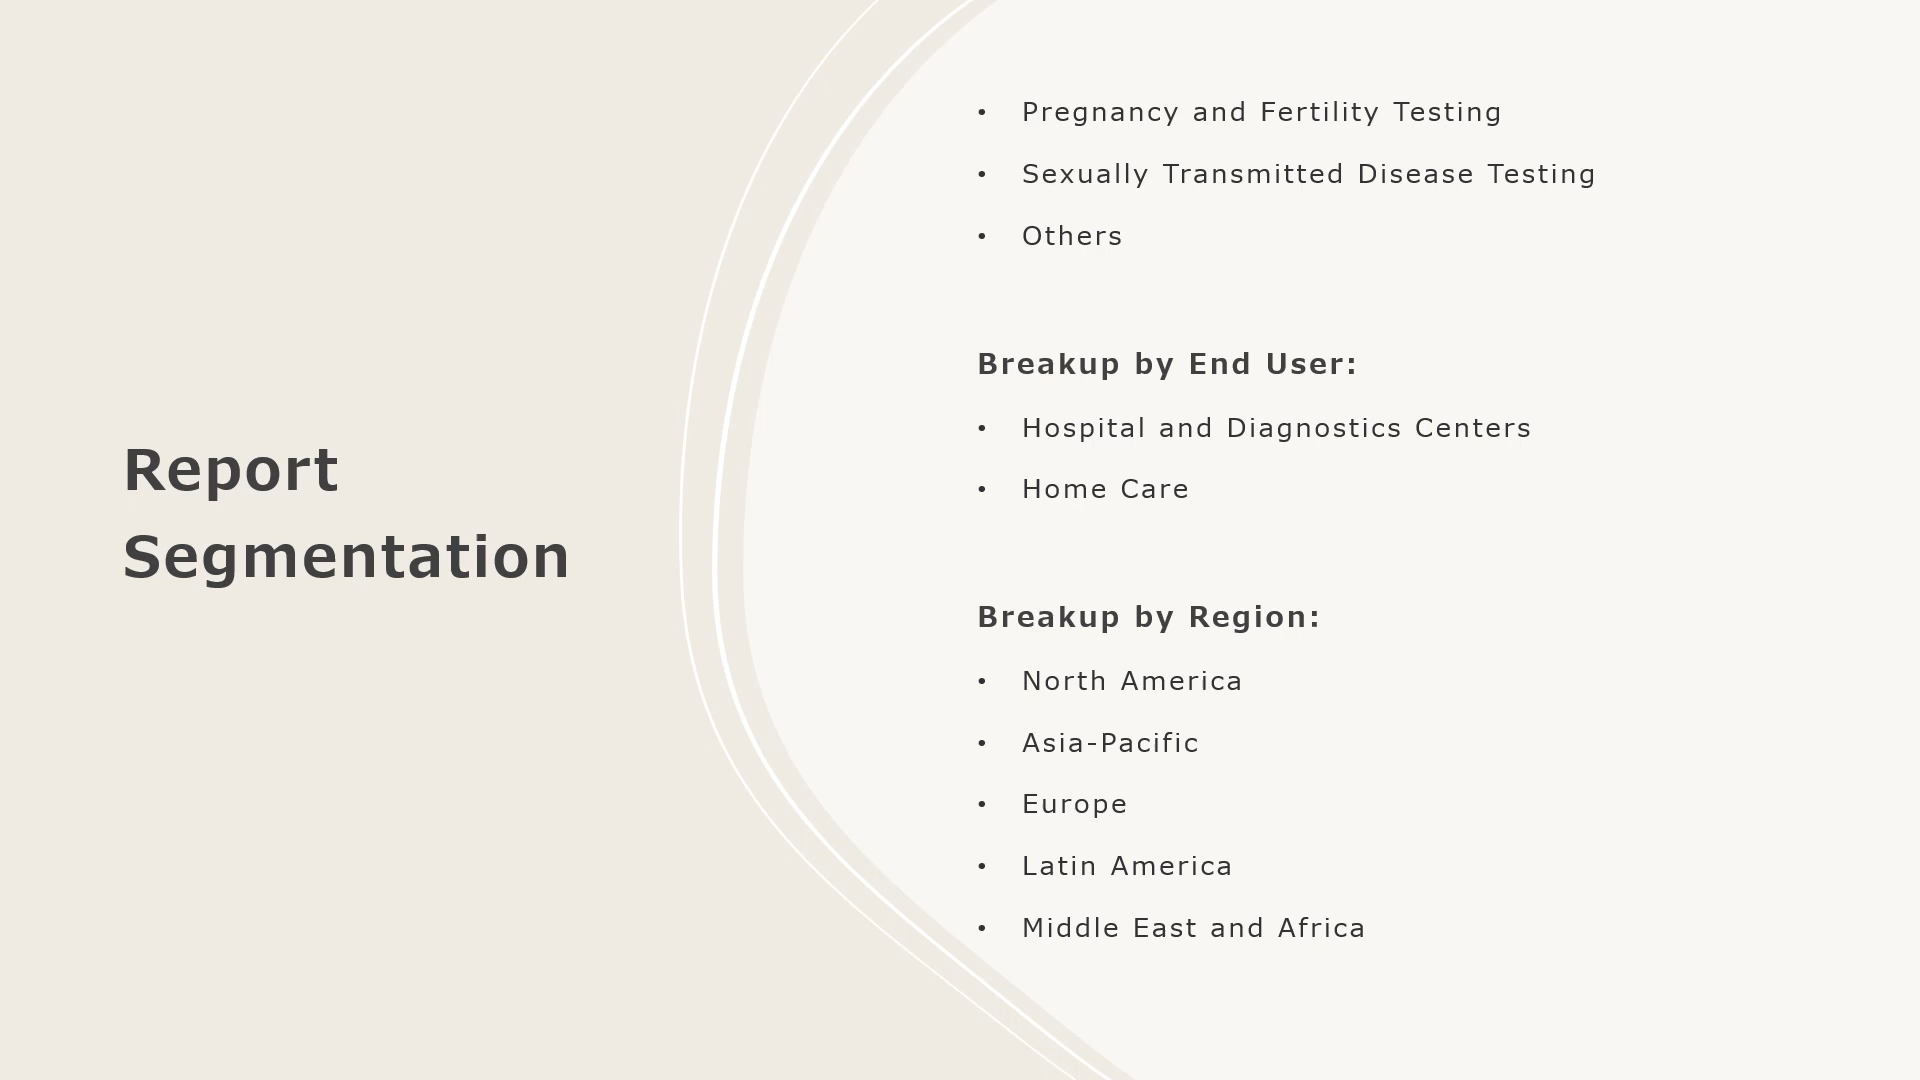 Report
Segmentation
• Pregnancy and Fertility Testing
• Sexually Transmitted Disease Testing
• Others
Breakup by End User:
• Hospital and Diagnostics Centers
• Home Care
Breakup by Region:
• North America
• Asia-Pacific
• Europe
• Latin America
• Middle East and Africa